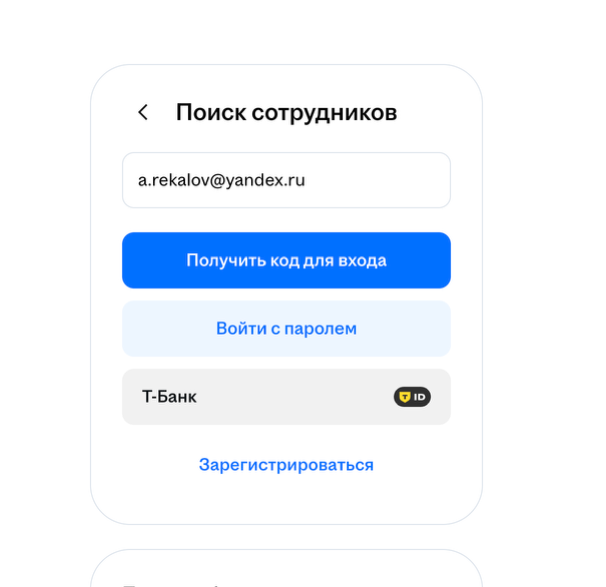 Поиск сотрудников
a.rekalov@yandex.ru
Получить код для входа
Войти с паролем
Т-Банк
T ID
Зарегистрироваться